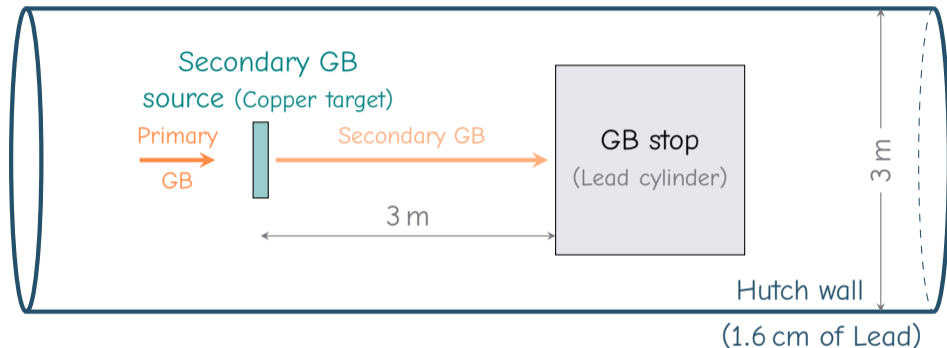 Secondary GB
source (Copper target)
Primary
GB
Secondary GB
GB stop
(Lead cylinder)
3 m
3 m
Hutch wall
(1.6 cm of Lead)